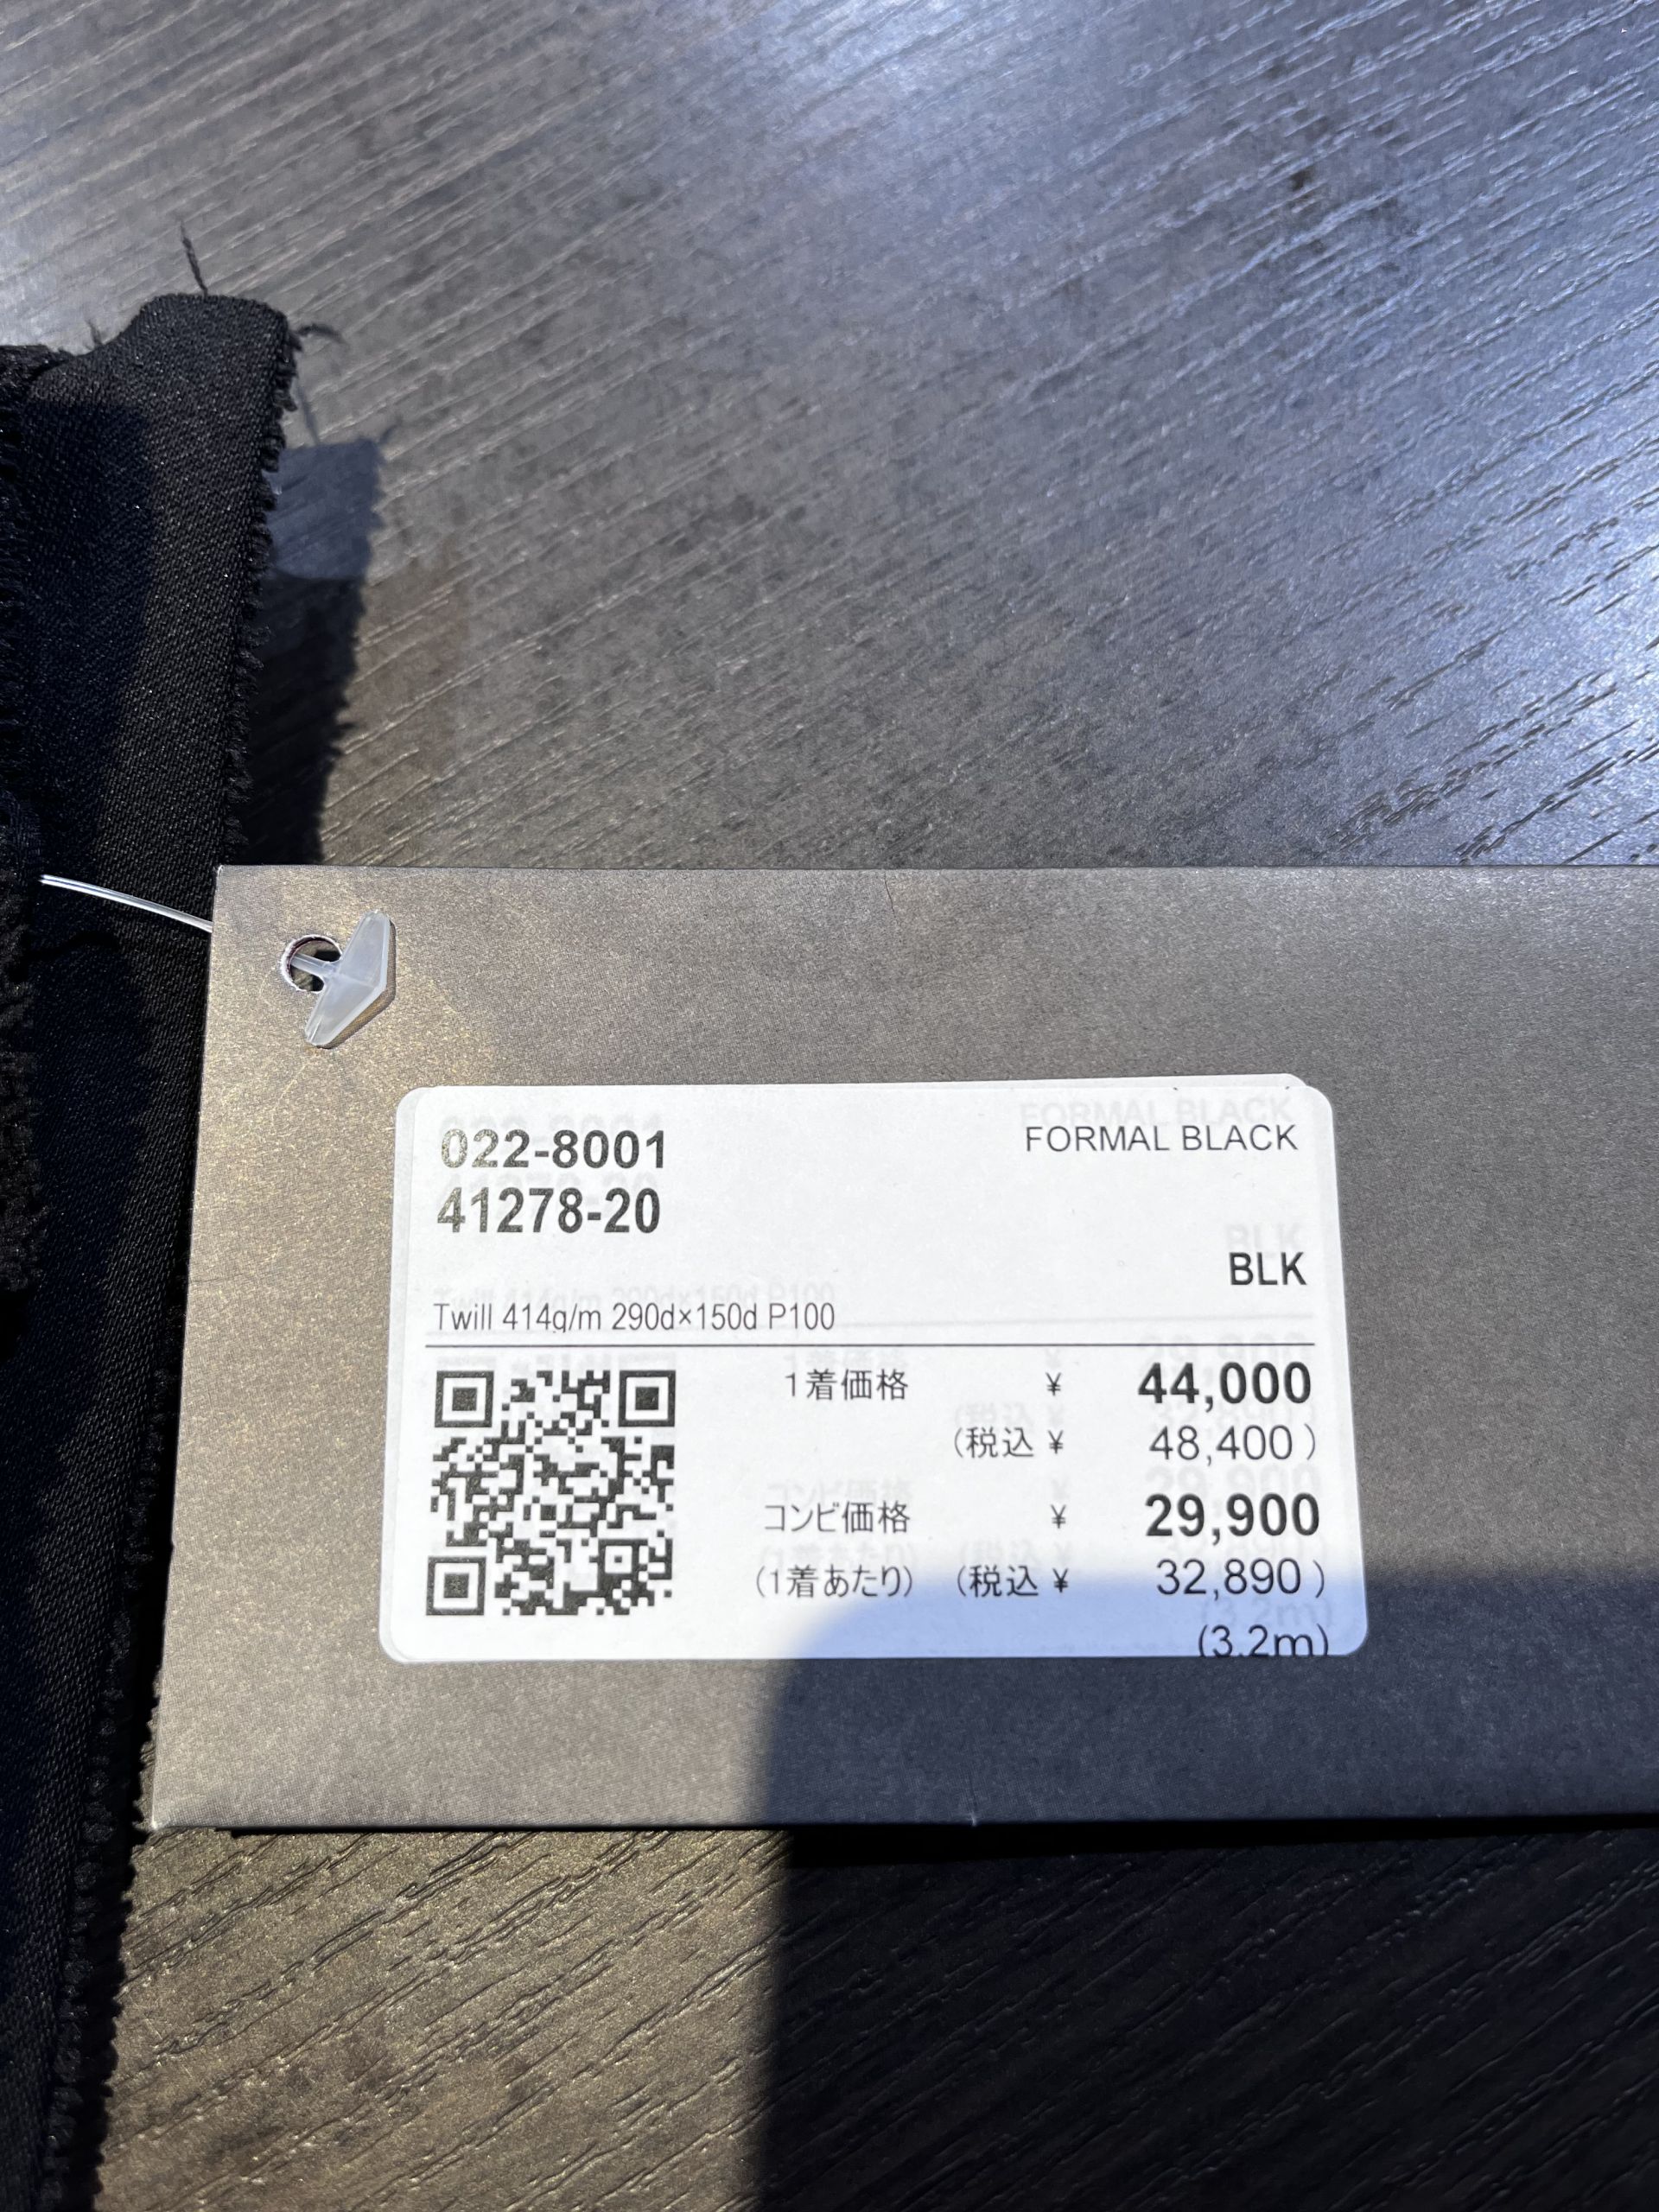 022-8001
FORMAL BLACK
41278-20
BLK
Twill 414g/m 290d×150d P100
1着価格 ¥ 44,000
(税込 ¥ 48,400)
コンビ価格 ¥ 29,900
(1着あたり) (税込 ¥ 32,890)
(3.2m)